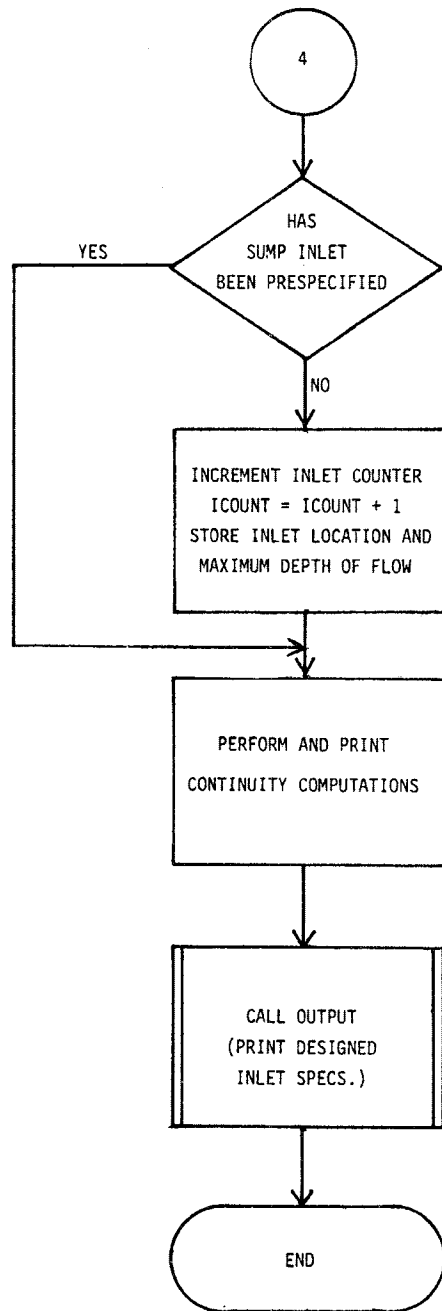 4
HAS
SUMP INLET
BEEN PRESPECIFIED
YES
NO
INCREMENT INLET COUNTER
ICOUNT = ICOUNT + 1
STORE INLET LOCATION AND
MAXIMUM DEPTH OF FLOW
PERFORM AND PRINT
CONTINUITY COMPUTATIONS
CALL OUTPUT
(PRINT DESIGNED
INLET SPECS.)
END